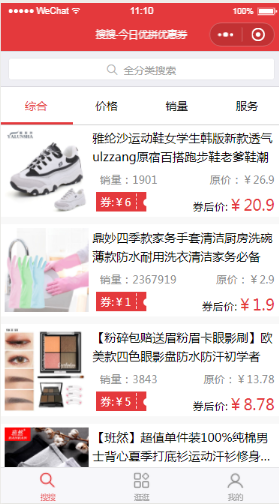 WeChat 11:10 100%
搜搜-今日优拼优惠券
全分类搜索
综合 价格 销量 服务
雅纶沙运动鞋女学生韩版新款透气
ulzzang原宿百搭跑步鞋老爹鞋潮
销量：1901 原价：￥26.9
券:￥6 券后价:￥20.9
鼎妙四季款家务手套清洁厨房洗碗
薄款防水耐用洗衣清洁家务必备
销量：2367919 原价：￥2.9
券:￥1 券后价:￥1.9
【粉碎包赔送眉粉眉卡眼影刷】欧
美款四色眼影盘防水防汗初学者
销量：3843 原价：￥13.78
券:￥5 券后价:￥8.78
【班然】超值单件装100%纯棉男
士背心夏季打底衫运动汗衫修身...
搜搜 逛逛 我的